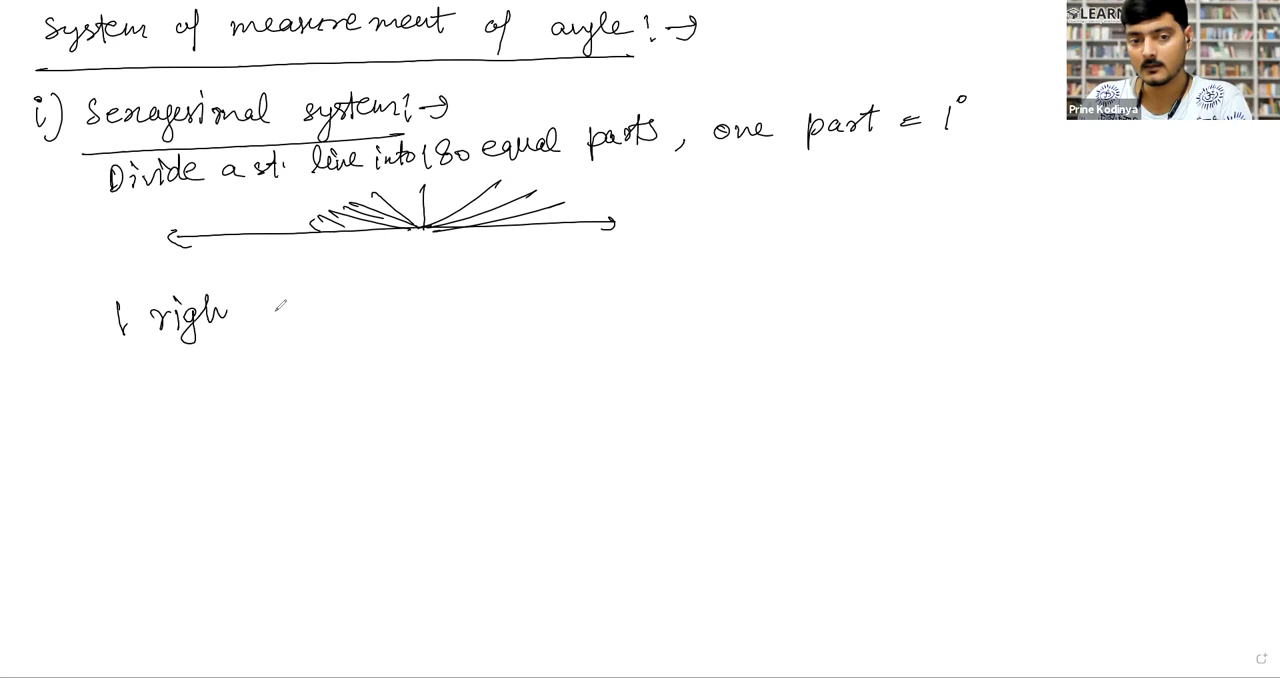 System of measurement of angle :→
LEARN
Prine Kodinya
i) Sexagesimal system :→
Divide a st. line into 180 equal parts, one part = 1°
1 righ